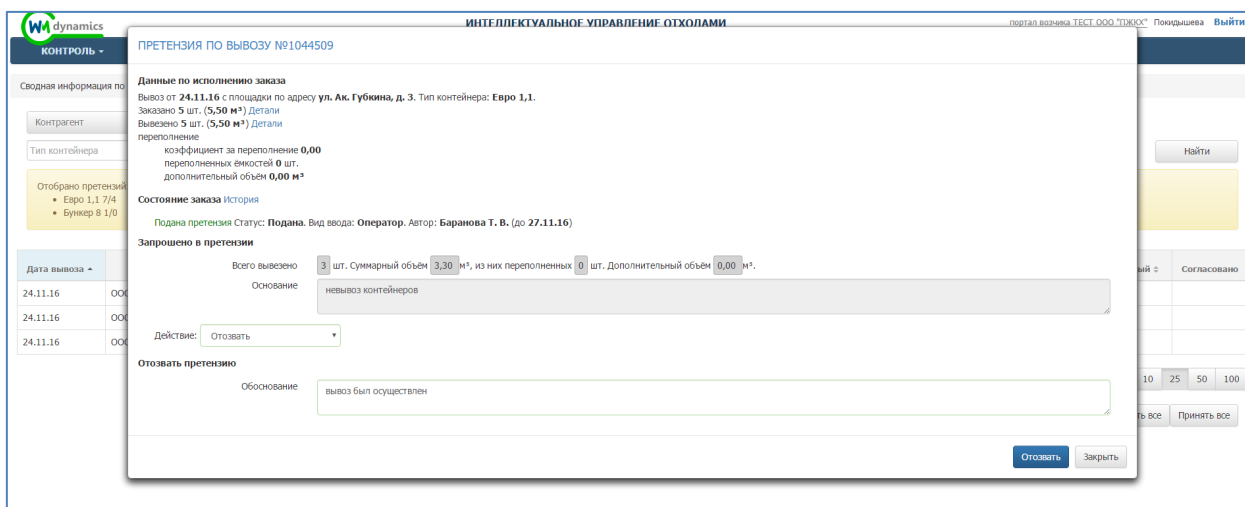 WM dynamics
ИНТЕЛЛЕКТУАЛЬНОЕ УПРАВЛЕНИЕ ОТХОДАМИ
портал возчика ТЕСТ ООО "ПЖКХ" Покидышева Выйти
КОНТРОЛЬ
ПРЕТЕНЗИЯ ПО ВЫВОЗУ №1044509
Сводная информация по
Данные по исполнению заказа
Вывоз от 24.11.16 с площадки по адресу ул. Ак. Губкина, д. 3. Тип контейнера: Евро 1,1.
Заказано 5 шт. (5,50 м³) Детали
Вывезено 5 шт. (5,50 м³) Детали
переполнение
коэффициент за переполнение 0,00
переполненных ёмкостей 0 шт.
дополнительный объём 0,00 м³
Контрагент
Тип контейнера
Найти
Отобрано претензий
• Евро 1,1 7/4
• Бункер 8 1/0
Состояние заказа История
Подана претензия Статус: Подана. Вид ввода: Оператор. Автор: Баранова Т. В. (до 27.11.16)
Запрошено в претензии
Всего вывезено 3 шт. Суммарный объём 3,30 м³, из них переполненных 0 шт. Дополнительный объём 0,00 м³.
Основание невывоз контейнеров
Дата вывоза
ый Согласовано
24.11.16 ООО
24.11.16 ООО
24.11.16 ООО
Действие: Отозвать
Отозвать претензию
Обоснование вывоз был осуществлен
10 25 50 100
ть все Принять все
Отозвать Закрыть